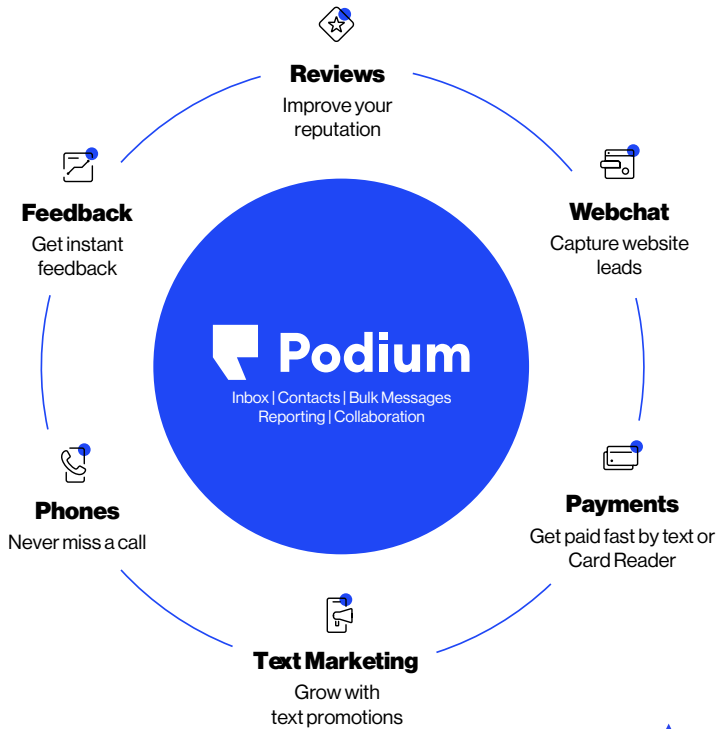 Reviews
Improve your
reputation
Feedback
Get instant
feedback
Webchat
Capture website
leads
Podium
Inbox | Contacts | Bulk Messages
Reporting | Collaboration
Phones
Never miss a call
Payments
Get paid fast by text or
Card Reader
Text Marketing
Grow with
text promotions